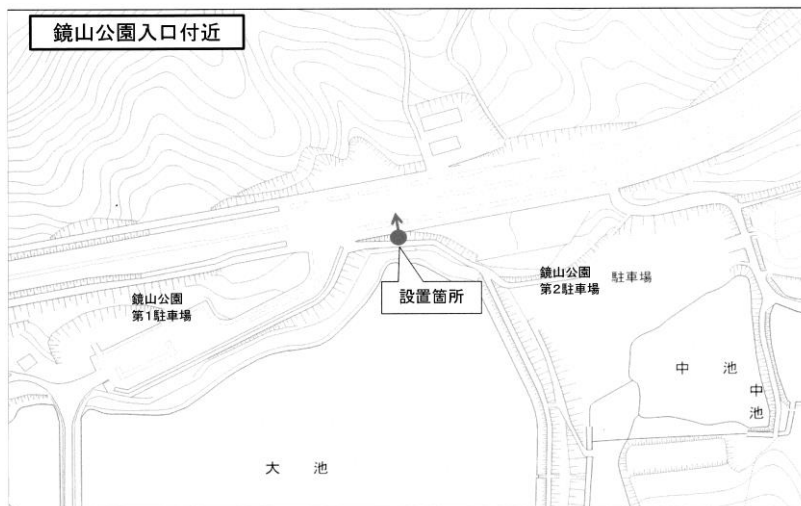 鏡山公園入口付近
設置箇所
鏡山公園
第1駐車場
鏡山公園
第2駐車場
駐車場
中 池
中
池
大 池